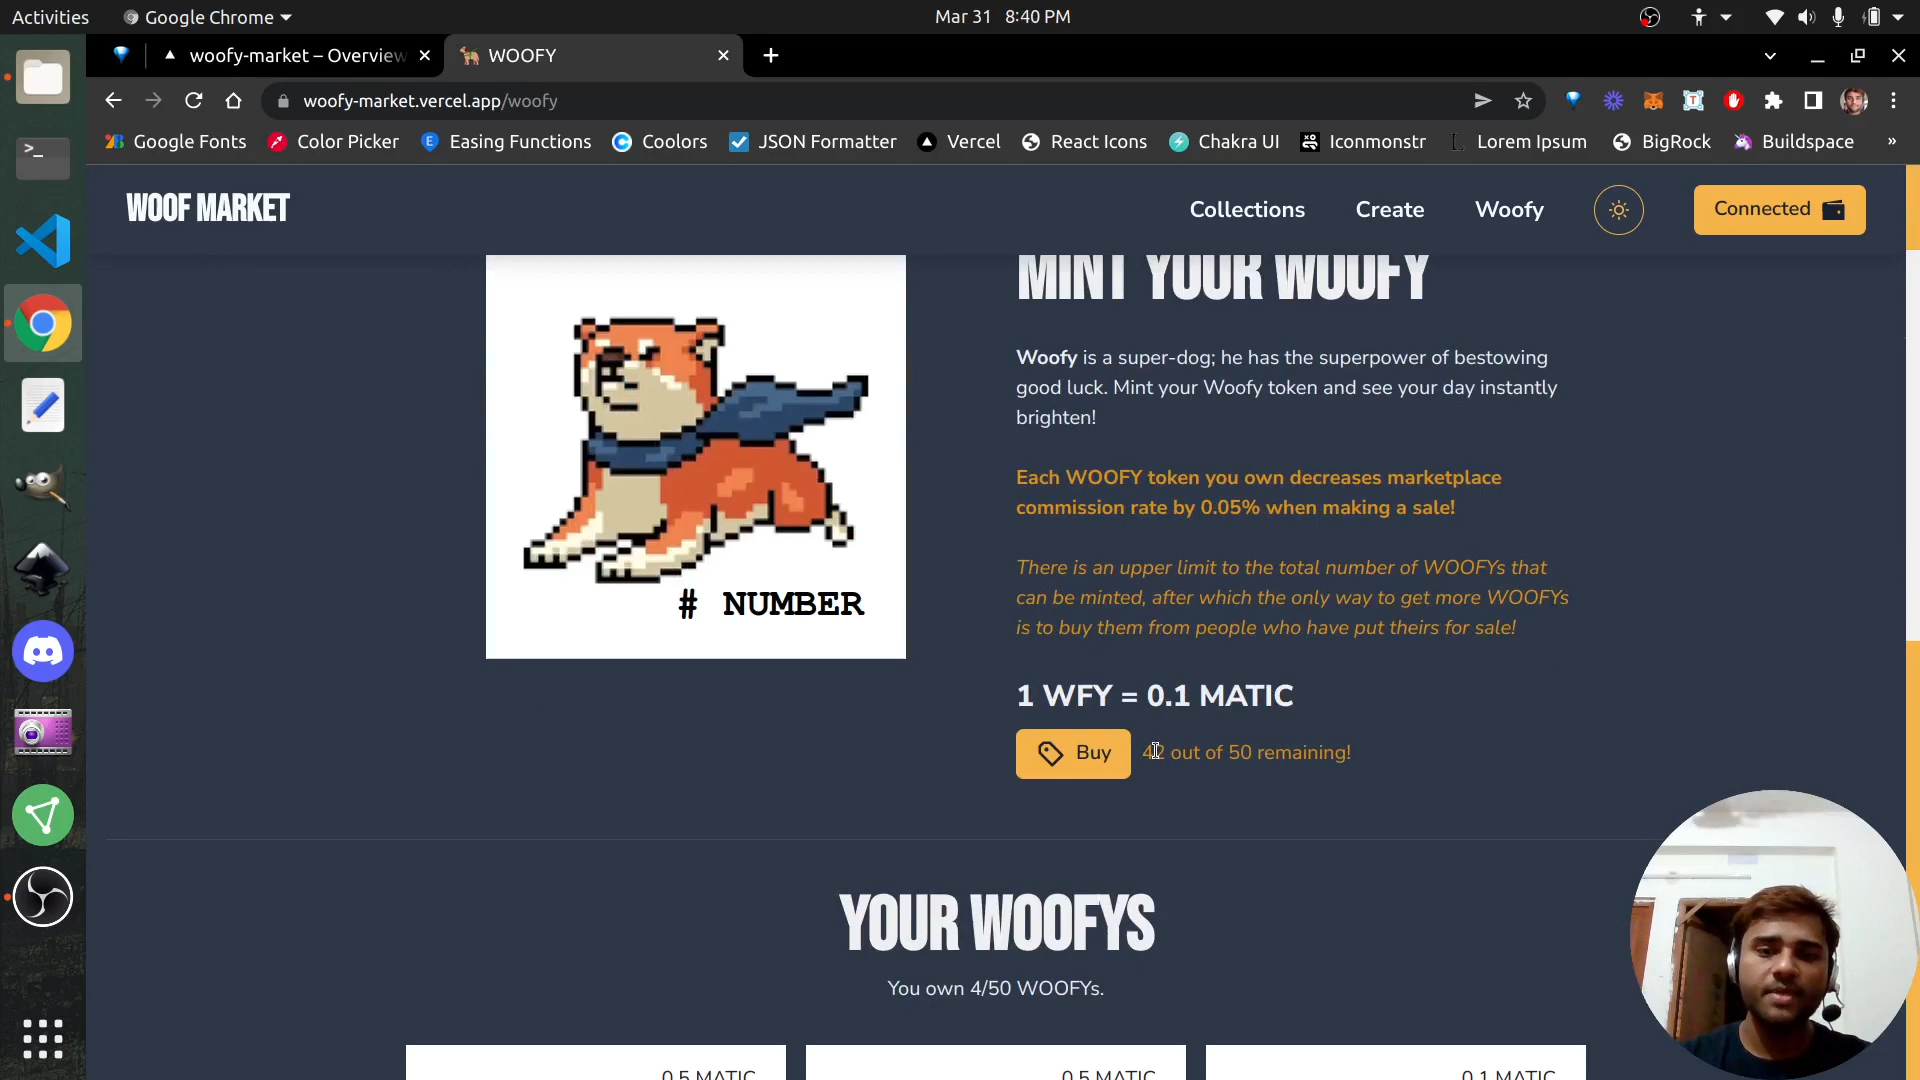 Activities
Google Chrome
Mar 31 8:40 PM
woofy-market – Overview
WOOFY
woofy-market.vercel.app/woofy
Google Fonts
Color Picker
Easing Functions
Coolors
JSON Formatter
Vercel
React Icons
Chakra UI
Iconmonstr
Lorem Ipsum
BigRock
Buildspace
»
WOOF MARKET
Collections
Create
Woofy
Connected
MINT YOUR WOOFY
Woofy is a super-dog; he has the superpower of bestowing
good luck. Mint your Woofy token and see your day instantly
brighten!
Each WOOFY token you own decreases marketplace
commission rate by 0.05% when making a sale!
There is an upper limit to the total number of WOOFYs that
can be minted, after which the only way to get more WOOFYs
is to buy them from people who have put theirs for sale!
# NUMBER
1 WFY = 0.1 MATIC
Buy
42 out of 50 remaining!
YOUR WOOFYS
You own 4/50 WOOFYs.
0.5 MATIC
0.5 MATIC
0.1 MATIC